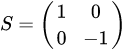 S = ( 1 0
0 -1 )